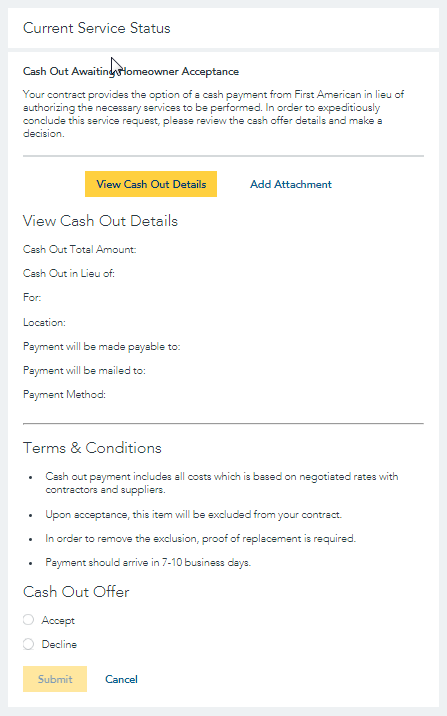 Current Service Status
Cash Out Awaiting Homeowner Acceptance
Your contract provides the option of a cash payment from First American in lieu of
authorizing the necessary services to be performed. In order to expeditiously
conclude this service request, please review the cash offer details and make a
decision.
View Cash Out Details
Add Attachment
View Cash Out Details
Cash Out Total Amount:
Cash Out in Lieu of:
For:
Location:
Payment will be made payable to:
Payment will be mailed to:
Payment Method:
Terms & Conditions
• Cash out payment includes all costs which is based on negotiated rates with
contractors and suppliers.
• Upon acceptance, this item will be excluded from your contract.
• In order to remove the exclusion, proof of replacement is required.
• Payment should arrive in 7-10 business days.
Cash Out Offer
Accept
Decline
Submit
Cancel